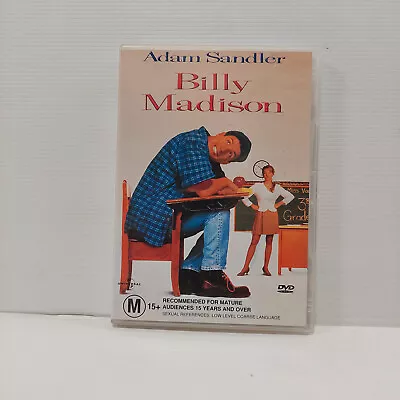 Adam Sandler
Billy
Madison
3
Grade
M 15+
RECOMMENDED FOR MATURE
AUDIENCES 15 YEARS AND OVER
SEXUAL REFERENCES, LOW LEVEL COARSE LANGUAGE
DVD